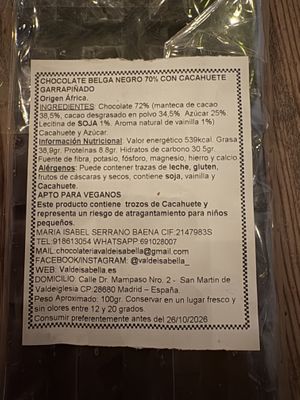 CHOCOLATE BELGA NEGRO 70% CON CACAHUETE
GARRAPIÑADO
Origen África.
INGREDIENTES: Chocolate 72% (manteca de cacao
38,5%, cacao desgrasado en polvo 34,5% Azúcar 25%.
Lecitina de SOJA 1%. Aroma natural de vainilla 1%)
Cacahuete y Azúcar.
Información Nutricional: Valor energético 539kcal. Grasa
38,9gr. Proteínas 8.8gr. Hidratos de carbono 30.5gr.
Fuente de fibra, potasio, fósforo, magnesio, hierro y calcio
Alérgenos: Puede contener trazas de leche, gluten,
frutos de cáscaras y secos, contiene soja, vainilla y
Cacahuete.
APTO PARA VEGANOS
Este producto contiene trozos de Cacahuete y
representa un riesgo de atragantamiento para niños
pequeños.
MARIA ISABEL SERRANO BAENA CIF:2147983S
TEL:918613054 WHATSAPP:691028007
MAIL:chocolateriavaldeisabella@gmail.com
FACEBOOK/INSTAGRAM: @valdeisabella_
WEB: Valdeisabella.es
DOMICILIO: Calle Dr. Mampaso Nro. 2 - San Martin de
Valdeiglesia CP.28680 Madrid – España.
Peso Aproximado: 100gr. Conservar en un lugar fresco y
sin olores entre 12 y 20 grados.
Consumir preferentemente antes del 26/10/2026